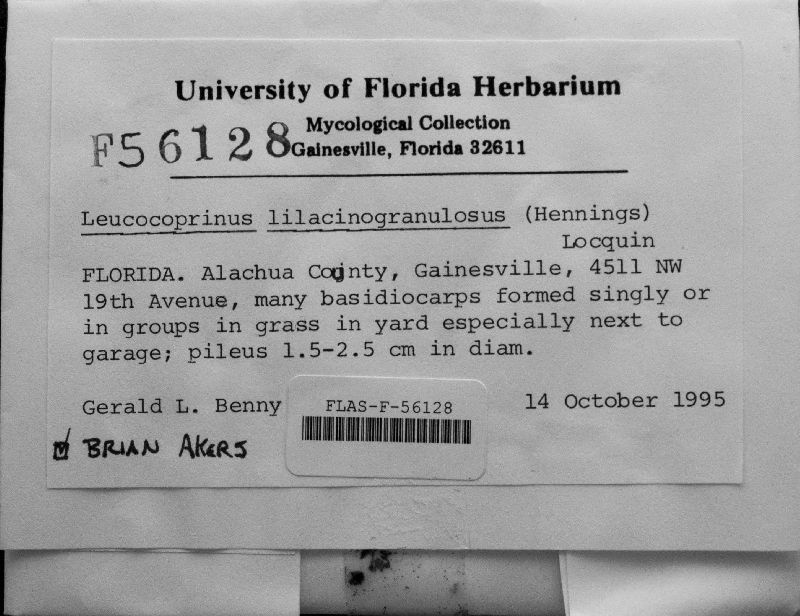 University of Florida Herbarium
F56128
Mycological Collection
Gainesville, Florida 32611
Leucocoprinus lilacinogranulosus (Hennings)
Locquin
FLORIDA. Alachua County, Gainesville, 4511 NW
19th Avenue, many basidiocarps formed singly or
in groups in grass in yard especially next to
garage; pileus 1.5-2.5 cm in diam.
Gerald L. Benny
14 October 1995
FLAS-F-56128
☑ BRIAN AKERS